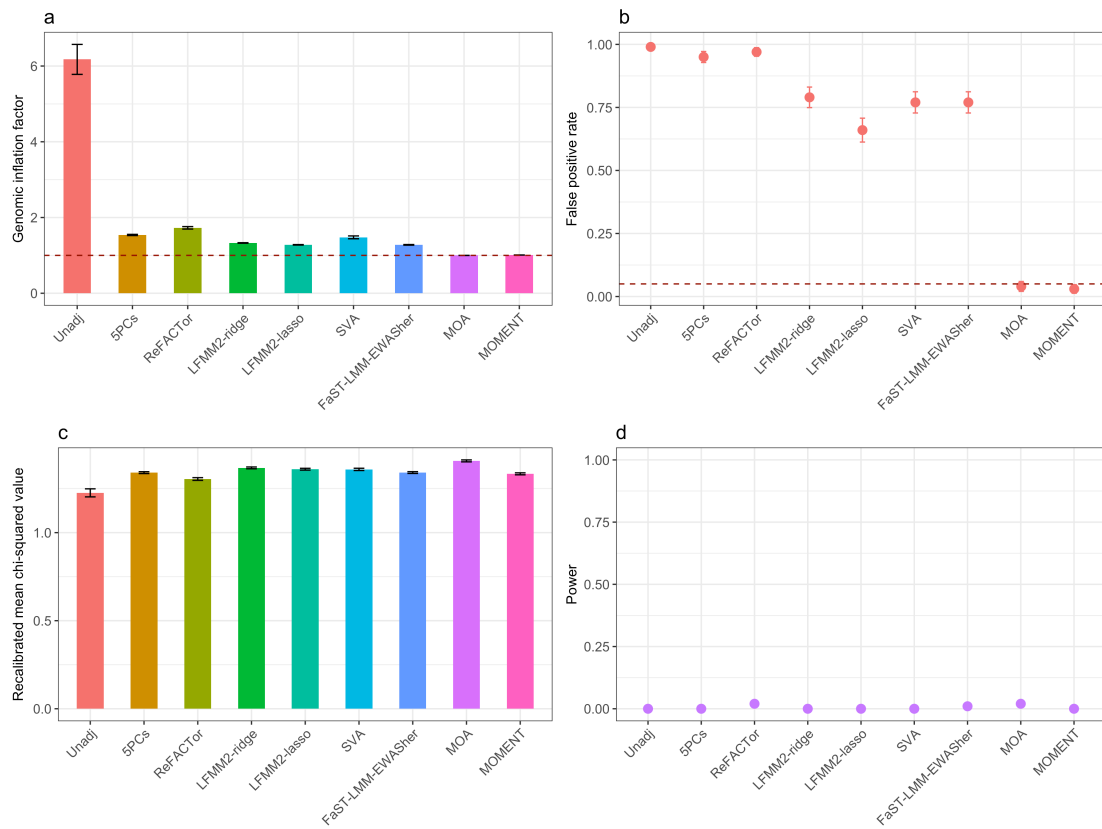 a
Genomic inflation factor
6
4
2
0
Unadj
5PCs
ReFACTor
LFMM2-ridge
LFMM2-lasso
SVA
FaST-LMM-EWASher
MOA
MOMENT
b
False positive rate
1.00
0.75
0.50
0.25
0.00
Unadj
5PCs
ReFACTor
LFMM2-ridge
LFMM2-lasso
SVA
FaST-LMM-EWASher
MOA
MOMENT
c
Recalibrated mean chi-squared value
1.0
0.5
0.0
Unadj
5PCs
ReFACTor
LFMM2-ridge
LFMM2-lasso
SVA
FaST-LMM-EWASher
MOA
MOMENT
d
Power
1.00
0.75
0.50
0.25
0.00
Unadj
5PCs
ReFACTor
LFMM2-ridge
LFMM2-lasso
SVA
FaST-LMM-EWASher
MOA
MOMENT